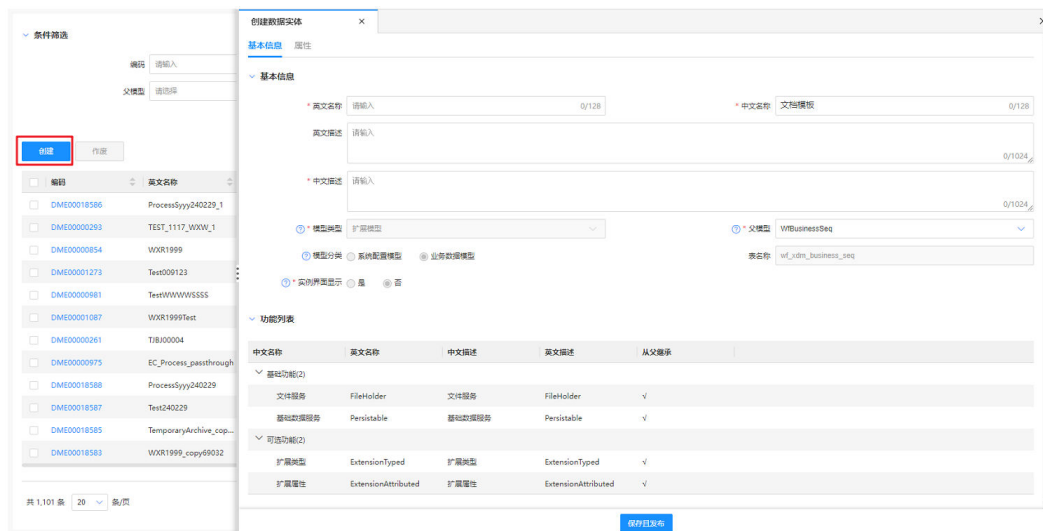 条件筛选
编码 请输入
父模型 请选择
创建 作废
编码 英文名称
DME00018586 ProcessSyyy240229_1
DME00000293 TEST_1117_WXW_1
DME00000854 WXR1999
DME00001273 Test009123
DME00000981 TestWWWWSSSS
DME00001087 WXR1999Test
DME00000261 TJBJ00004
DME00000975 EC_Process_passthrough
DME00018588 ProcessSyyy240229
DME00018587 Test240229
DME00018585 TemporaryArchive_cop...
DME00018583 WXR1999_copy69032
共 1,101 条 20 条/页
创建数据实体
基本信息 属性
基本信息
* 英文名称 请输入 0/128 * 中文名称 文档模板 0/128
英文描述 请输入 0/1024
* 中文描述 请输入 0/1024
* 模型类型 扩展模型 * 父模型 WfBusinessSeq
模型分类 系统配置模型 业务数据模型 表名称 wf_xdm_business_seq
* 实例界面显示 是 否
功能列表
中文名称 英文名称 中文描述 英文描述 从父继承
基础功能(2)
文件服务 FileHolder 文件服务 FileHolder √
基础数据服务 Persistable 基础数据服务 Persistable √
可选功能(2)
扩展类型 ExtensionTyped 扩展类型 ExtensionTyped √
扩展属性 ExtensionAttributed 扩展属性 ExtensionAttributed √
保存且发布